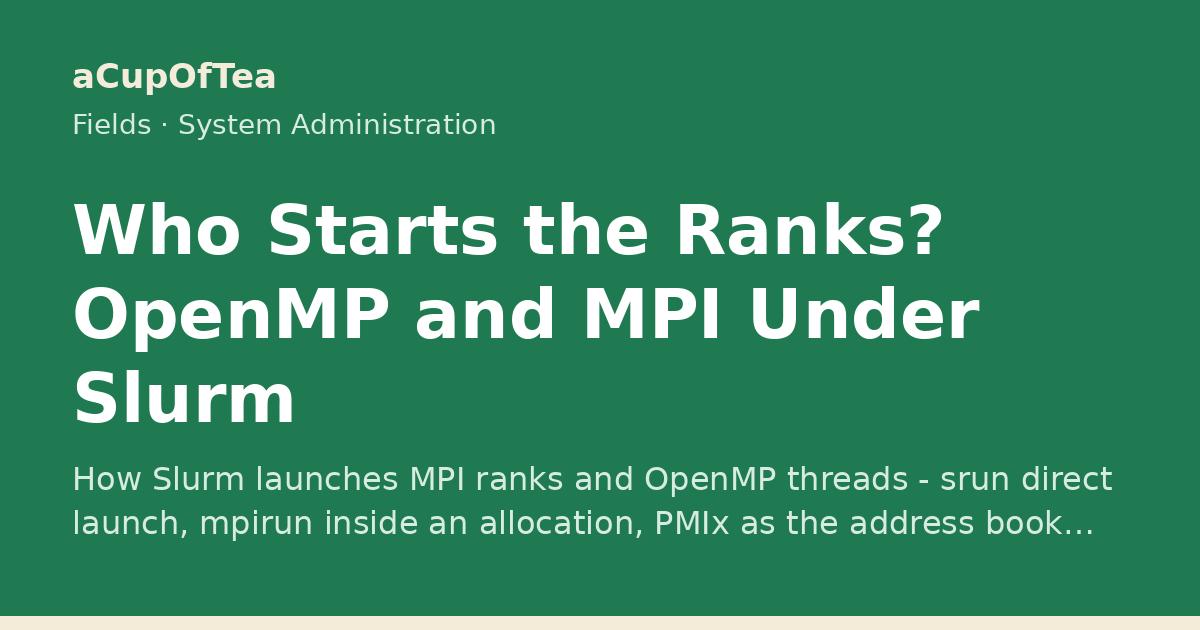 aCupOfTea
Fields · System Administration
Who Starts the Ranks?
OpenMP and MPI Under
Slurm
How Slurm launches MPI ranks and OpenMP threads - srun direct
launch, mpirun inside an allocation, PMIx as the address book…